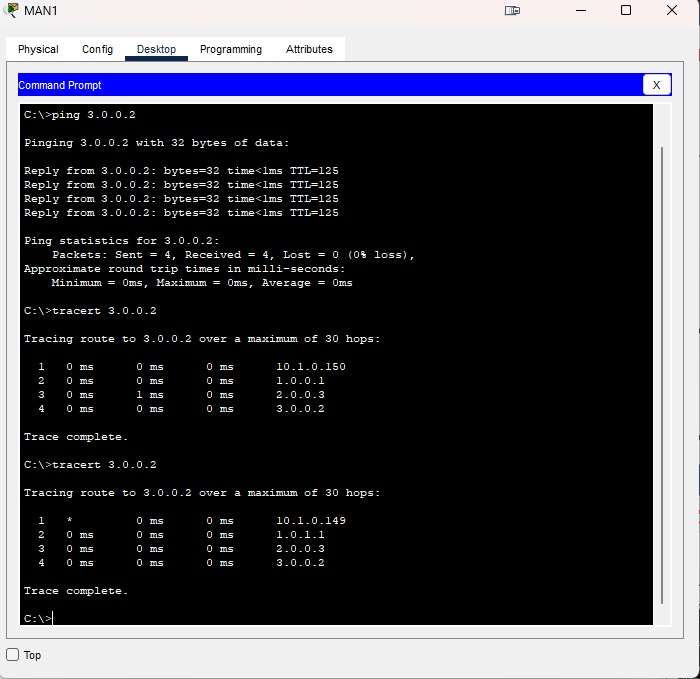 MAN1
Physical Config Desktop Programming Attributes
Command Prompt X
C:\>ping 3.0.0.2
Pinging 3.0.0.2 with 32 bytes of data:
Reply from 3.0.0.2: bytes=32 time<1ms TTL=125
Reply from 3.0.0.2: bytes=32 time<1ms TTL=125
Reply from 3.0.0.2: bytes=32 time<1ms TTL=125
Reply from 3.0.0.2: bytes=32 time<1ms TTL=125
Ping statistics for 3.0.0.2:
Packets: Sent = 4, Received = 4, Lost = 0 (0% loss),
Approximate round trip times in milli-seconds:
Minimum = 0ms, Maximum = 0ms, Average = 0ms
C:\>tracert 3.0.0.2
Tracing route to 3.0.0.2 over a maximum of 30 hops:
1 0 ms 0 ms 0 ms 10.1.0.150
2 0 ms 0 ms 0 ms 1.0.0.1
3 0 ms 1 ms 0 ms 2.0.0.3
4 0 ms 0 ms 0 ms 3.0.0.2
Trace complete.
C:\>tracert 3.0.0.2
Tracing route to 3.0.0.2 over a maximum of 30 hops:
1 * 0 ms 0 ms 10.1.0.149
2 0 ms 0 ms 0 ms 1.0.1.1
3 0 ms 0 ms 0 ms 2.0.0.3
4 0 ms 0 ms 0 ms 3.0.0.2
Trace complete.
C:\>
Top